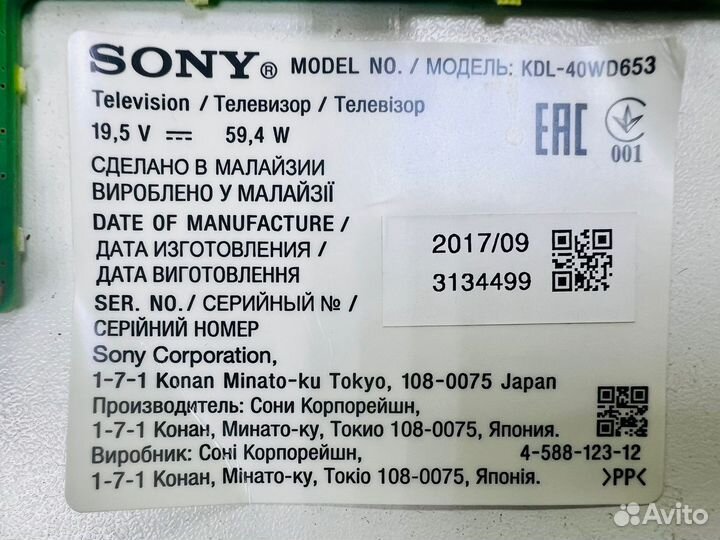 SONY® MODEL NO. / МОДЕЛЬ: KDL-40WD653
Television / Телевизор / Телевізор
19,5 V ⎓ 59,4 W
EAC
001
СДЕЛАНО В МАЛАЙЗИИ
ВИРОБЛЕНО У МАЛАЙЗІЇ
DATE OF MANUFACTURE /
ДАТА ИЗГОТОВЛЕНИЯ /
ДАТА ВИГОТОВЛЕННЯ
2017/09
3134499
SER. NO. / СЕРИЙНЫЙ № /
СЕРІЙНИЙ НОМЕР
Sony Corporation,
1-7-1 Konan Minato-ku Tokyo, 108-0075 Japan
Производитель: Сони Корпорейшн,
1-7-1 Конан, Минато-ку, Токио 108-0075, Япония.
Виробник: Соні Корпорейшн, 4-588-123-12
1-7-1 Конан, Мінато-ку, Токіо 108-0075, Японія. >PP<
Avito